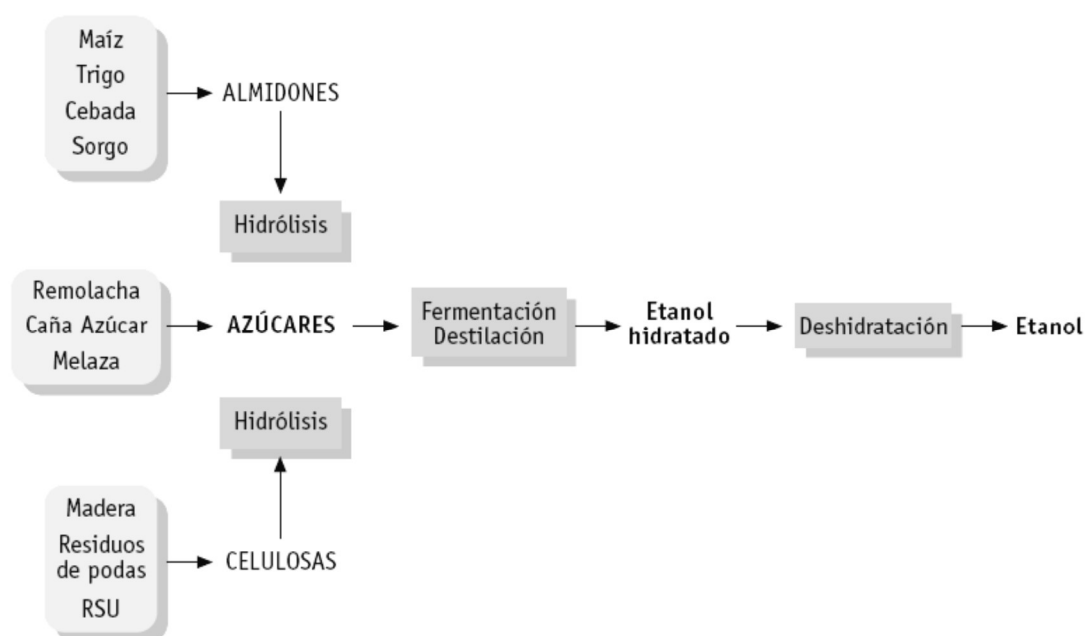 Maíz
Trigo
Cebada
Sorgo
ALMIDONES
Hidrólisis
Remolacha
Caña Azúcar
Melaza
AZÚCARES
Fermentación
Destilación
Etanol
hidratado
Deshidratación
Etanol
Hidrólisis
Madera
Residuos
de podas
RSU
CELULOSAS